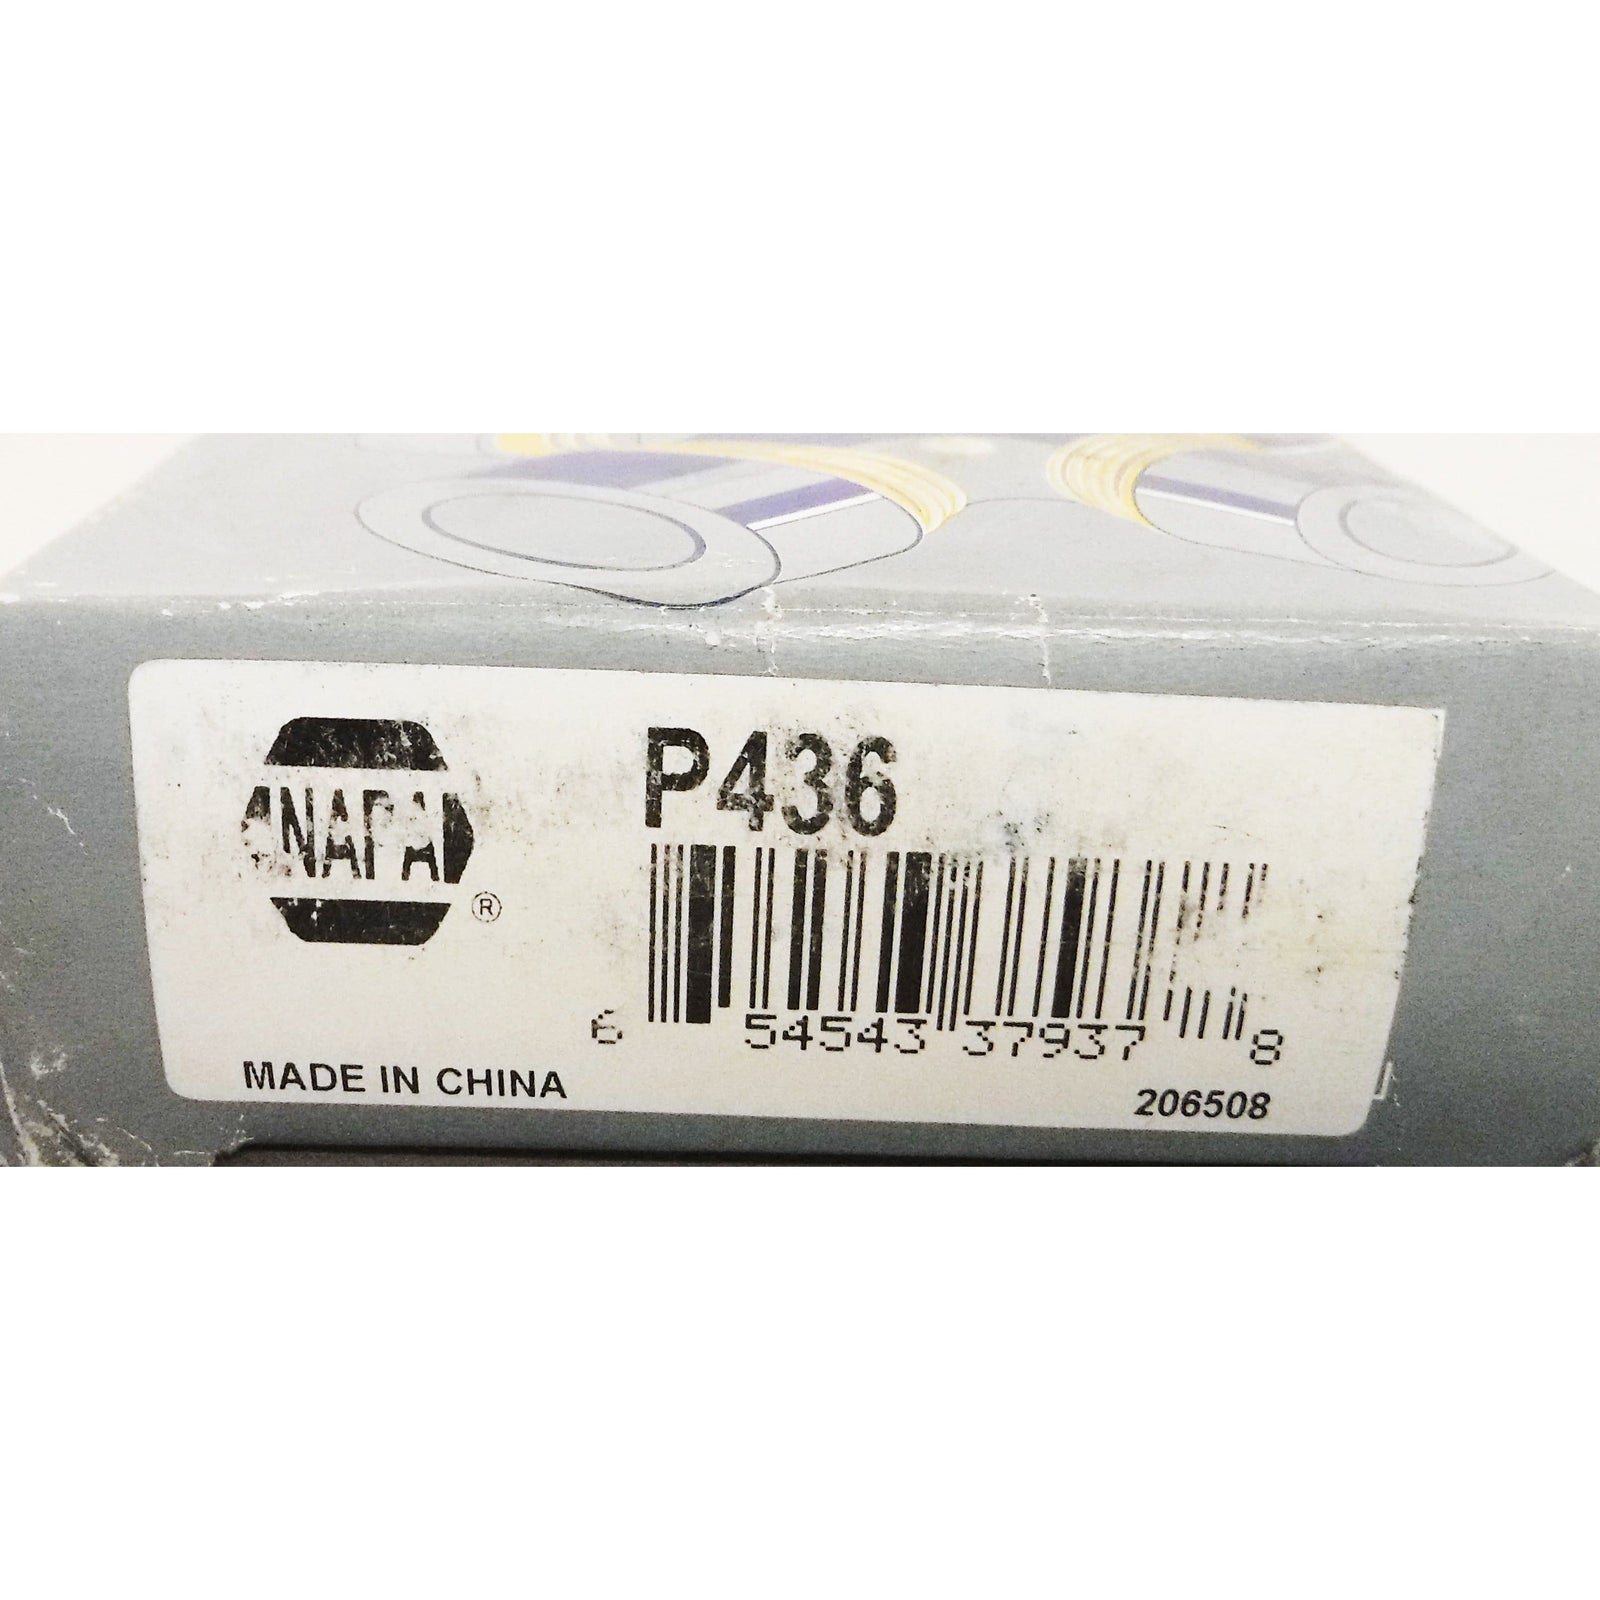 NAPA
®
P436
6 54543 37937 8
MADE IN CHINA
206508